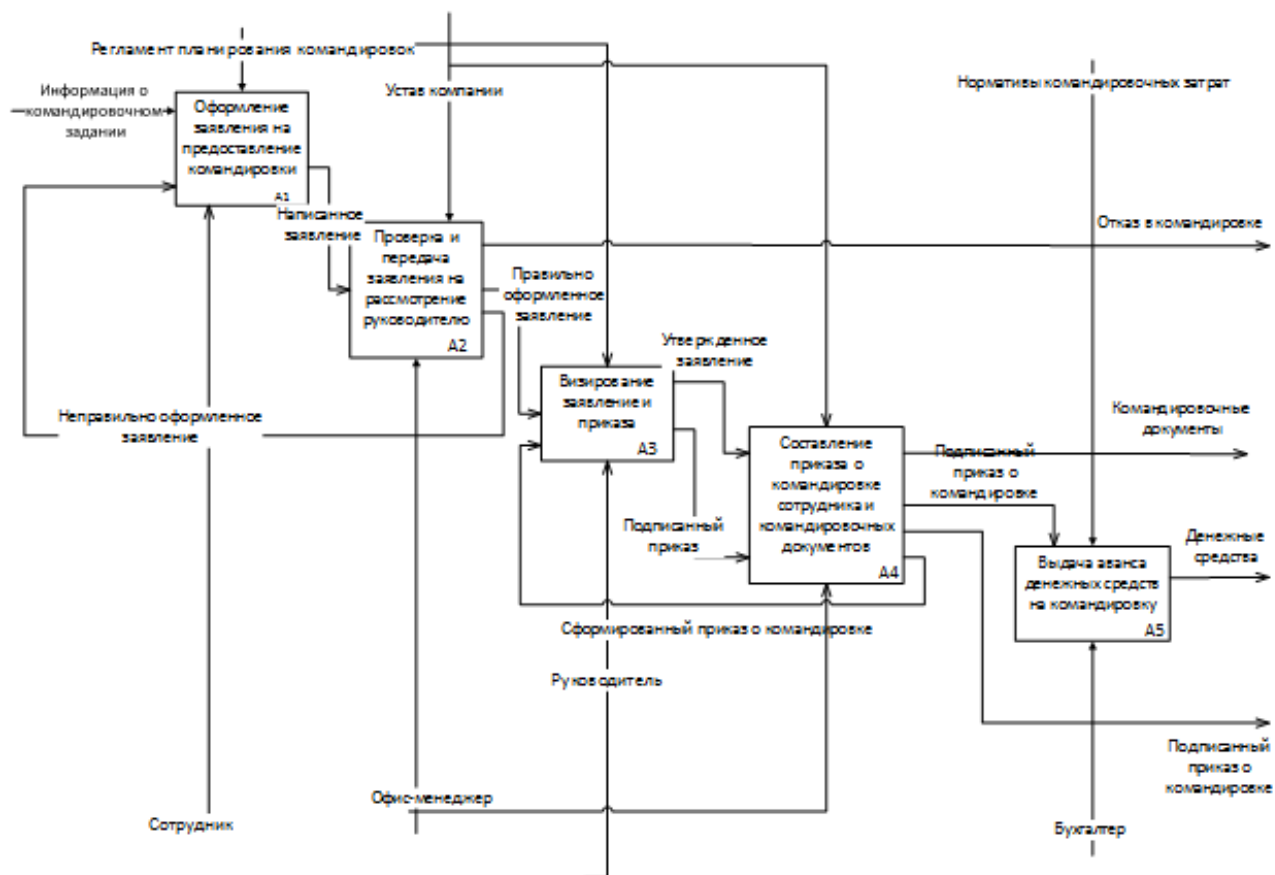 Регламент планирования командировок
Информация о
командировочном
задании
Устав компании
Нормативы командировочных затрат
Оформление
заявления на
предоставление
командировки
A1
Написанное
заявление
Проверка и
передача
заявления на
рассмотрение
руководителю
A2
Отказ в командировке
Правильно
оформленное
заявление
Утвержденное
заявление
Визирование
заявление и
приказа
A3
Неправильно оформленное
заявление
Командировочные
документы
Составление
приказа о
командировке
сотрудника и
командировочных
документов
A4
Подписанный
приказ о
командировке
Подписанный
приказ
Денежные
средства
Выдача аванса
денежных средств
на командировку
A5
Сформированный приказ о командировке
Руководитель
Подписанный
приказ о
командировке
Офис-менеджер
Сотрудник
Бухгалтер